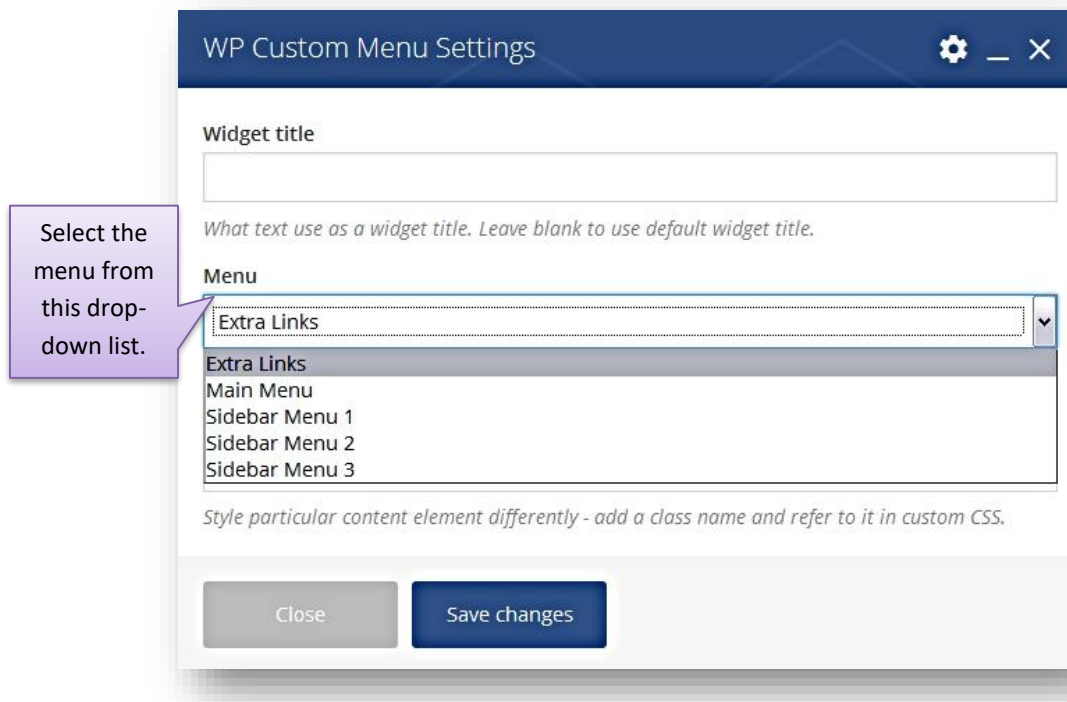 WP Custom Menu Settings
Widget title
What text use as a widget title. Leave blank to use default widget title.
Select the
menu from
this drop-
down list.
Menu
Extra Links
Extra Links
Main Menu
Sidebar Menu 1
Sidebar Menu 2
Sidebar Menu 3
Style particular content element differently - add a class name and refer to it in custom CSS.
Close
Save changes